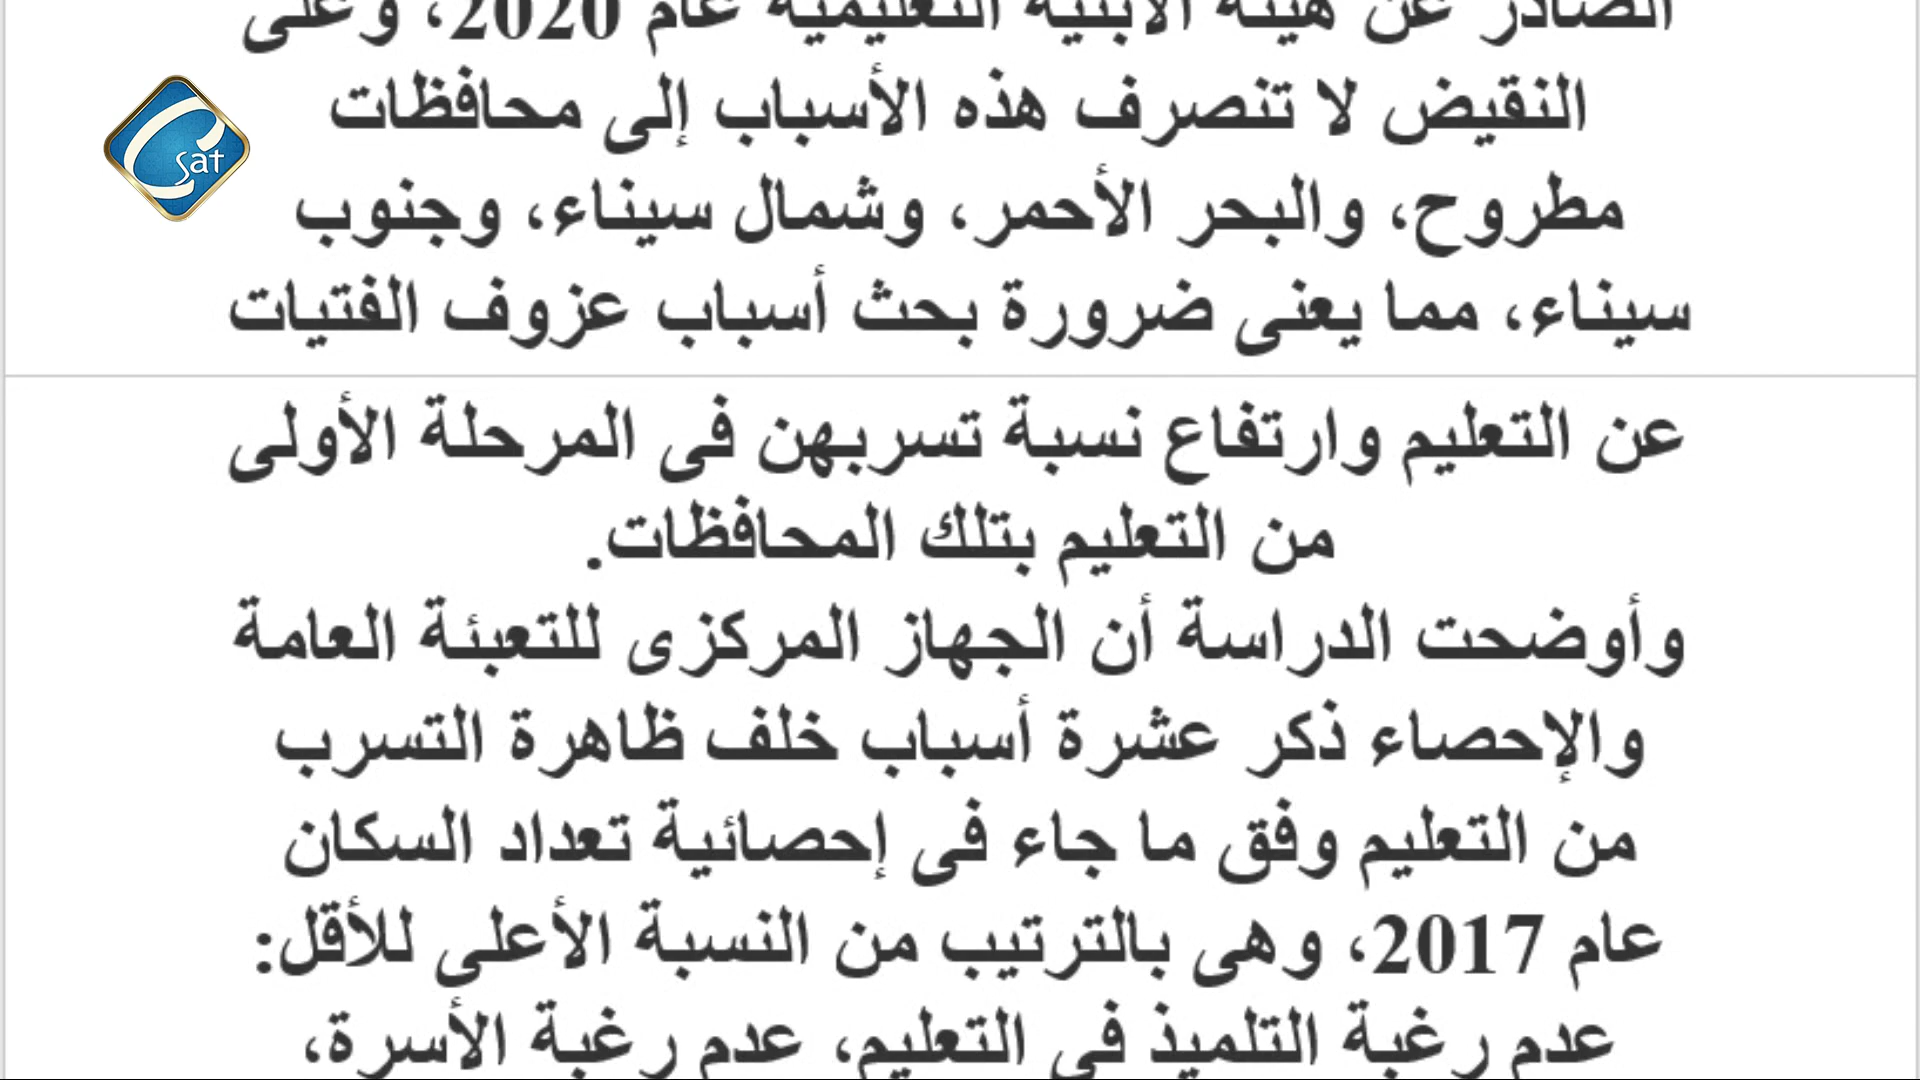 الصادر عن هيئة الأبنية التعليمية عام 2020، وعلى
النقيض لا تنصرف هذه الأسباب إلى محافظات
مطروح، والبحر الأحمر، وشمال سيناء، وجنوب
سيناء، مما يعنى ضرورة بحث أسباب عزوف الفتيات
عن التعليم وارتفاع نسبة تسربهن فى المرحلة الأولى
من التعليم بتلك المحافظات.
وأوضحت الدراسة أن الجهاز المركزى للتعبئة العامة
والإحصاء ذكر عشرة أسباب خلف ظاهرة التسرب
من التعليم وفق ما جاء فى إحصائية تعداد السكان
عام 2017، وهى بالترتيب من النسبة الأعلى للأقل:
عدم رغبة التلميذ في التعليم، عدم رغبة الأسرة،
Csat